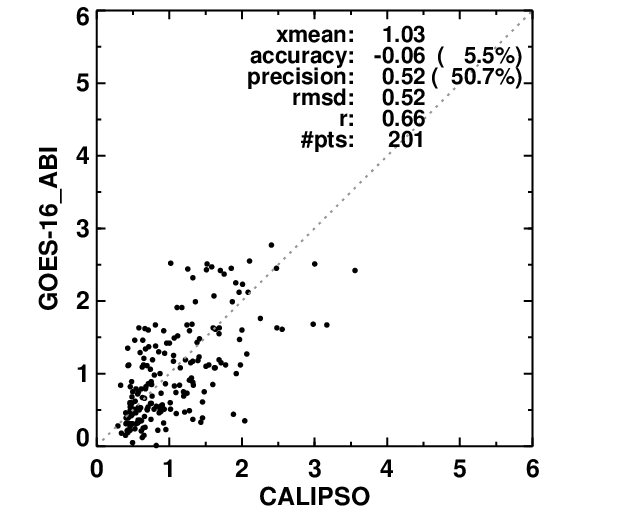 xmean: 1.03
accuracy: -0.06 ( 5.5%)
precision: 0.52 ( 50.7%)
rmsd: 0.52
r: 0.66
#pts: 201
6
5
4
3
2
1
0
GOES-16_ABI
0 1 2 3 4 5 6
CALIPSO